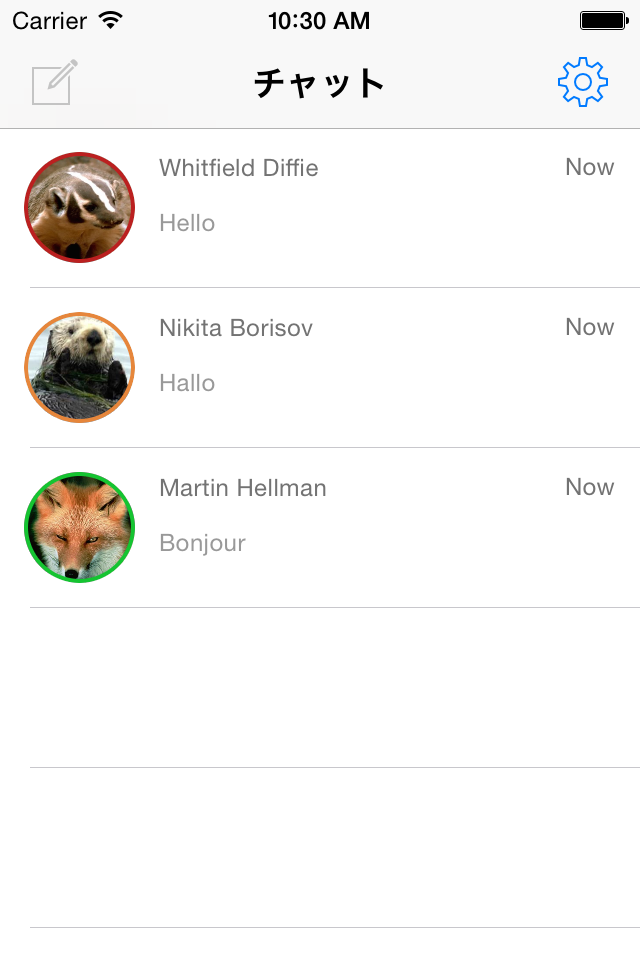 Carrier 10:30 AM
チャット
Whitfield Diffie Now
Hello
Nikita Borisov Now
Hallo
Martin Hellman Now
Bonjour